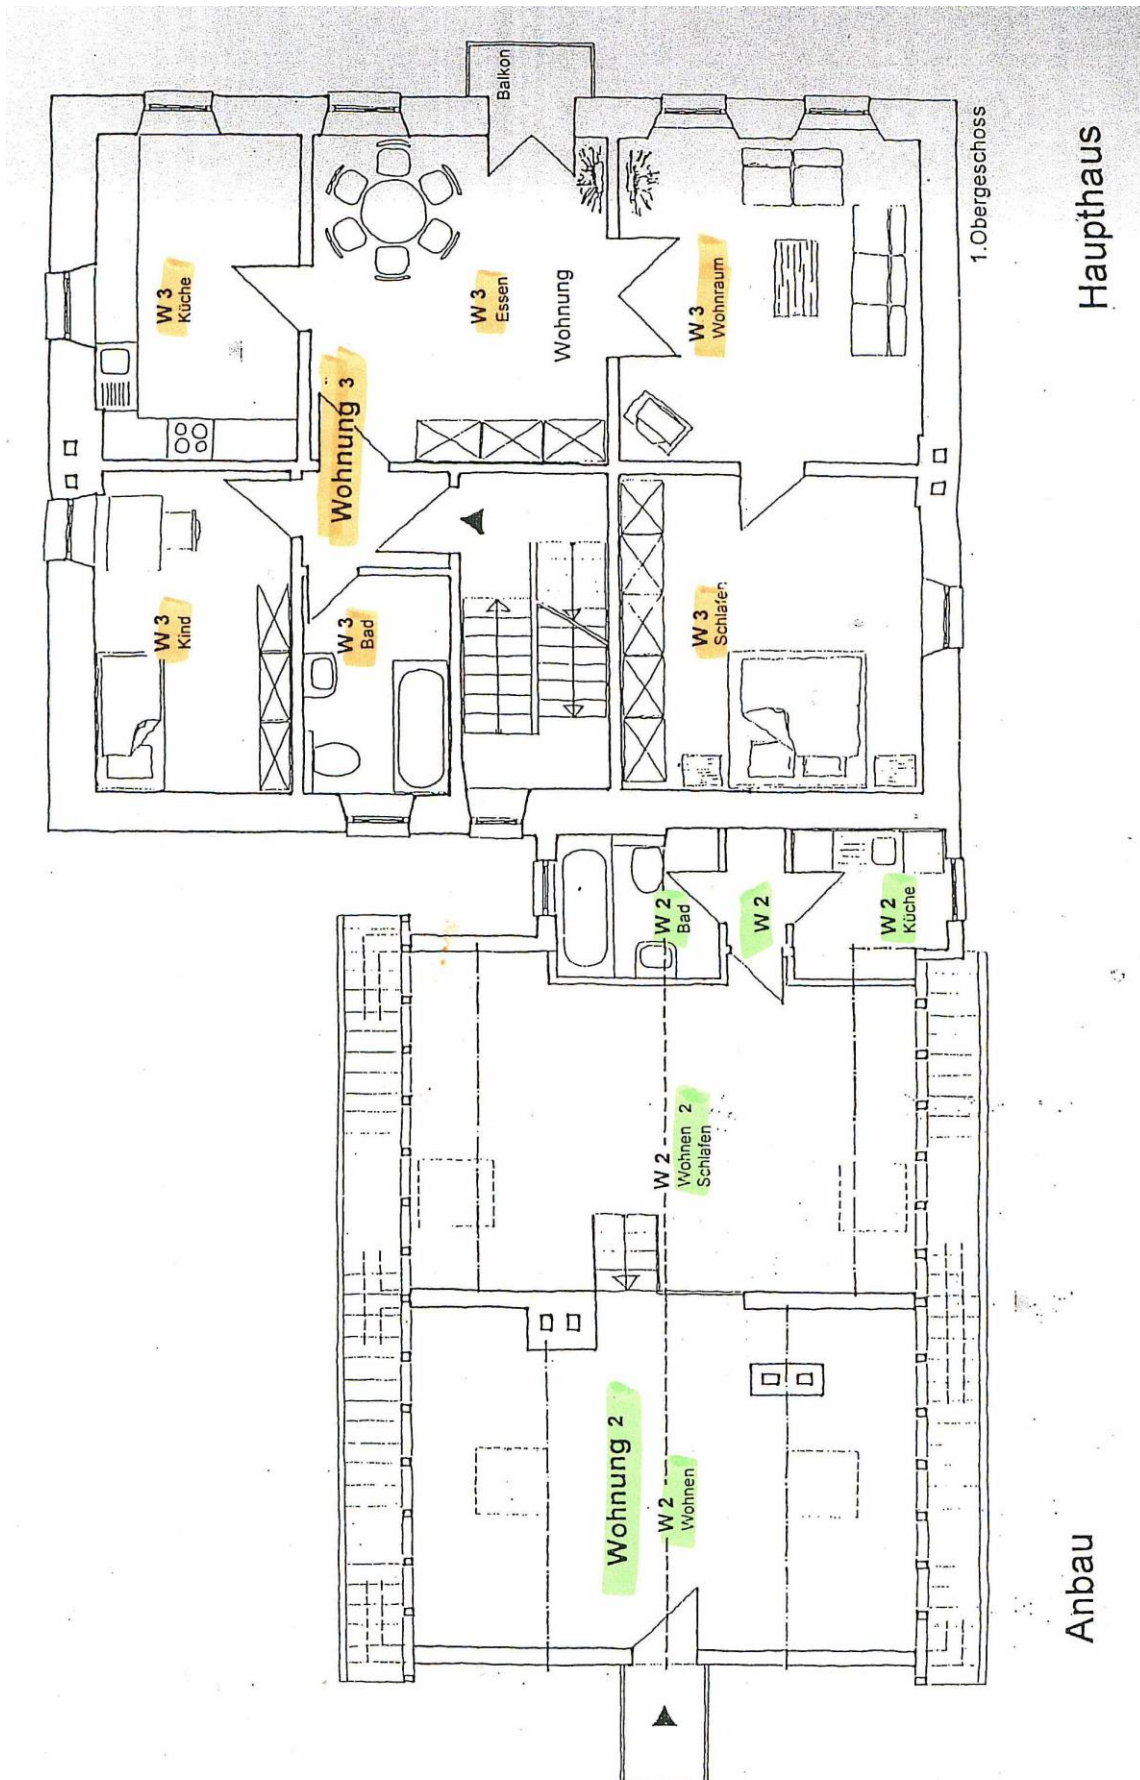 Haupthaus
1.Obergeschoss
Balkon
W 3
Küche
W 3
Essen
Wohnung
W 3
Wohnraum
Wohnung 3
W 3
Kind
W 3
Bad
W 3
Schlafen
W 2
Bad
W 2
W 2
Küche
W 2
Wohnen 2
Schlafen
Wohnung 2
W 2
Wohnen
Anbau